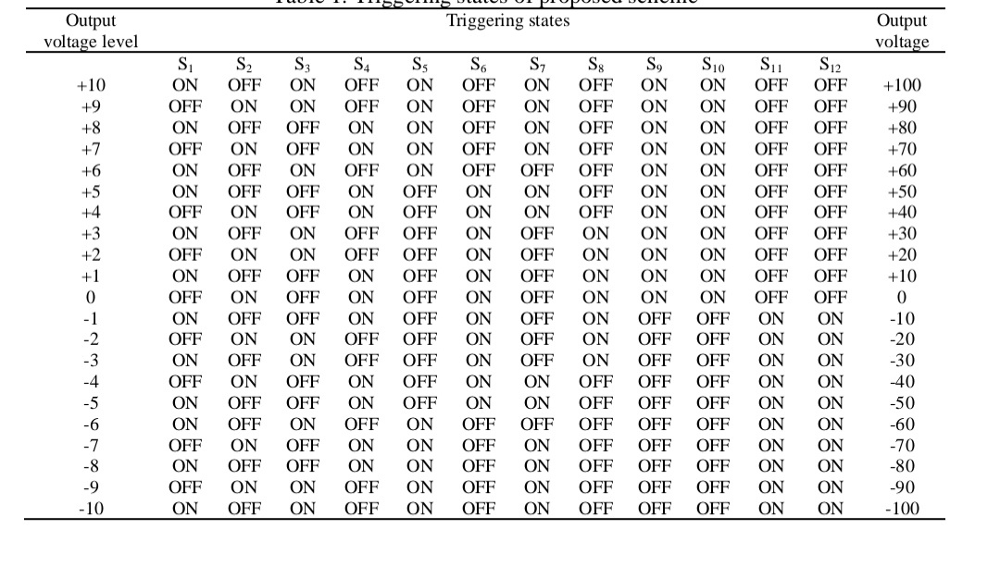 Table 1. Triggering states of proposed scheme
Output Triggering states Output
voltage level voltage
S1 S2 S3 S4 S5 S6 S7 S8 S9 S10 S11 S12
+10 ON OFF ON OFF ON OFF ON OFF ON ON OFF OFF +100
+9 OFF ON ON OFF ON OFF ON OFF ON ON OFF OFF +90
+8 ON OFF OFF ON ON OFF ON OFF ON ON OFF OFF +80
+7 OFF ON OFF ON ON OFF ON OFF ON ON OFF OFF +70
+6 ON OFF ON OFF ON OFF OFF OFF ON ON OFF OFF +60
+5 ON OFF OFF ON OFF ON ON OFF ON ON OFF OFF +50
+4 OFF ON OFF ON OFF ON ON OFF ON ON OFF OFF +40
+3 ON OFF ON OFF OFF ON OFF ON ON ON OFF OFF +30
+2 OFF ON ON OFF OFF ON OFF ON ON ON OFF OFF +20
+1 ON OFF OFF ON OFF ON OFF ON ON ON OFF OFF +10
0 OFF ON OFF ON OFF ON OFF ON ON ON OFF OFF 0
-1 ON OFF OFF ON OFF ON OFF ON OFF OFF ON ON -10
-2 OFF ON ON OFF OFF ON OFF ON OFF OFF ON ON -20
-3 ON OFF ON OFF OFF ON OFF ON OFF OFF ON ON -30
-4 OFF ON OFF ON OFF ON ON OFF OFF OFF ON ON -40
-5 ON OFF OFF ON OFF ON ON OFF OFF OFF ON ON -50
-6 ON OFF ON OFF ON OFF OFF OFF OFF OFF ON ON -60
-7 OFF ON OFF ON ON OFF ON OFF OFF OFF ON ON -70
-8 ON OFF OFF ON ON OFF ON OFF OFF OFF ON ON -80
-9 OFF ON ON OFF ON OFF ON OFF OFF OFF ON ON -90
-10 ON OFF ON OFF ON OFF ON OFF OFF OFF ON ON -100